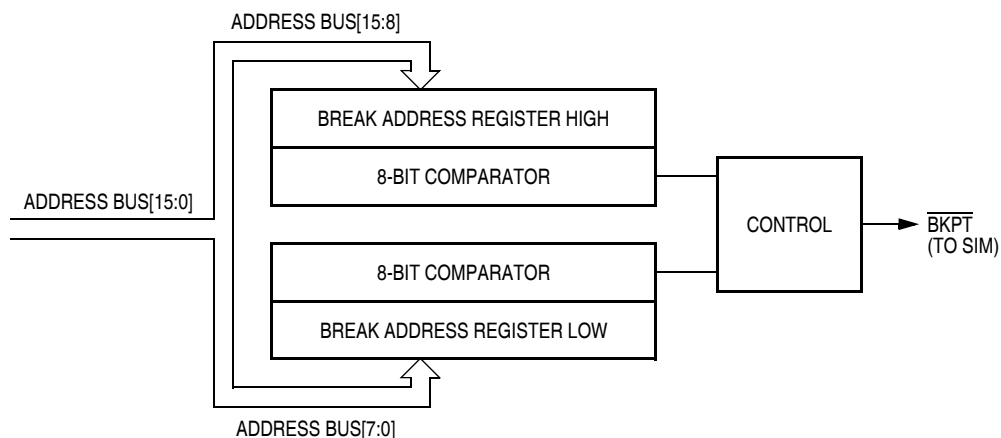 ADDRESS BUS[15:8]
BREAK ADDRESS REGISTER HIGH
8-BIT COMPARATOR
ADDRESS BUS[15:0]
CONTROL
BKPT
(TO SIM)
8-BIT COMPARATOR
BREAK ADDRESS REGISTER LOW
ADDRESS BUS[7:0]